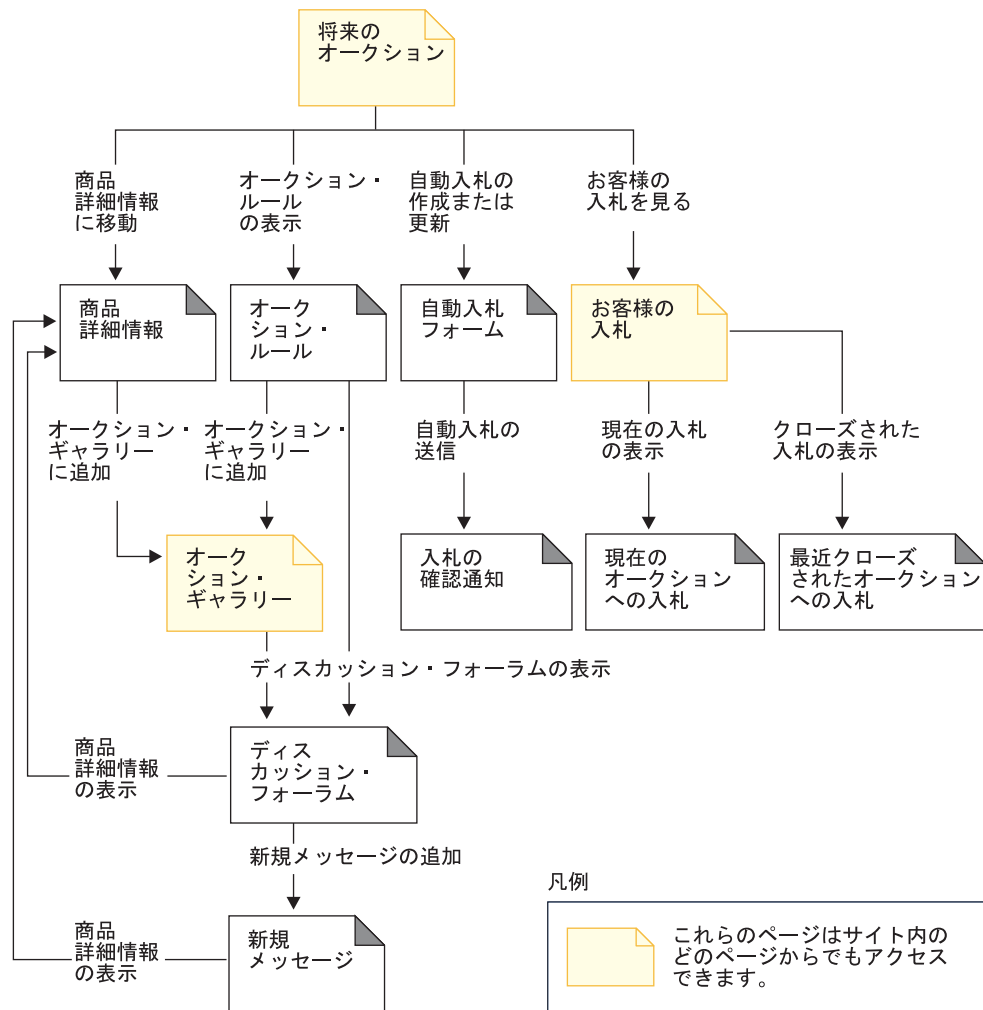 将来の
オークション
商品
詳細情報
に移動
オークション・
ルール
の表示
自動入札の
作成または
更新
お客様の
入札を見る
商品
詳細情報
オーク
ション・
ルール
自動入札
フォーム
お客様の
入札
オークション・
ギャラリー
に追加
オークション・
ギャラリー
に追加
自動入札の
送信
現在の入札
の表示
クローズされた
入札の表示
オーク
ション・
ギャラリー
入札の
確認通知
現在の
オークション
への入札
最近クローズ
されたオークション
への入札
ディスカッション・フォーラムの表示
商品
詳細情報
の表示
ディス
カッション・
フォーラム
新規メッセージの追加
商品
詳細情報
の表示
新規
メッセージ
凡例
これらのページはサイト内の
どのページからでもアクセス
できます。